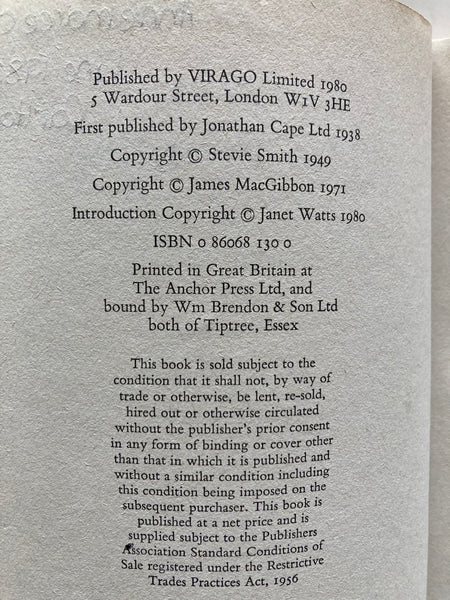 Published by VIRAGO Limited 1980
5 Wardour Street, London W1V 3HE
First published by Jonathan Cape Ltd 1938
Copyright © Stevie Smith 1949
Copyright © James MacGibbon 1971
Introduction Copyright © Janet Watts 1980
ISBN 0 86068 130 0
Printed in Great Britain at
The Anchor Press Ltd, and
bound by Wm Brendon & Son Ltd
both of Tiptree, Essex
This book is sold subject to the
condition that it shall not, by way of
trade or otherwise, be lent, re-sold,
hired out or otherwise circulated
without the publisher's prior consent
in any form of binding or cover other
than that in which it is published and
without a similar condition including
this condition being imposed on the
subsequent purchaser. This book is
published at a net price and is
supplied subject to the Publishers
Association Standard Conditions of
Sale registered under the Restrictive
Trades Practices Act, 1956